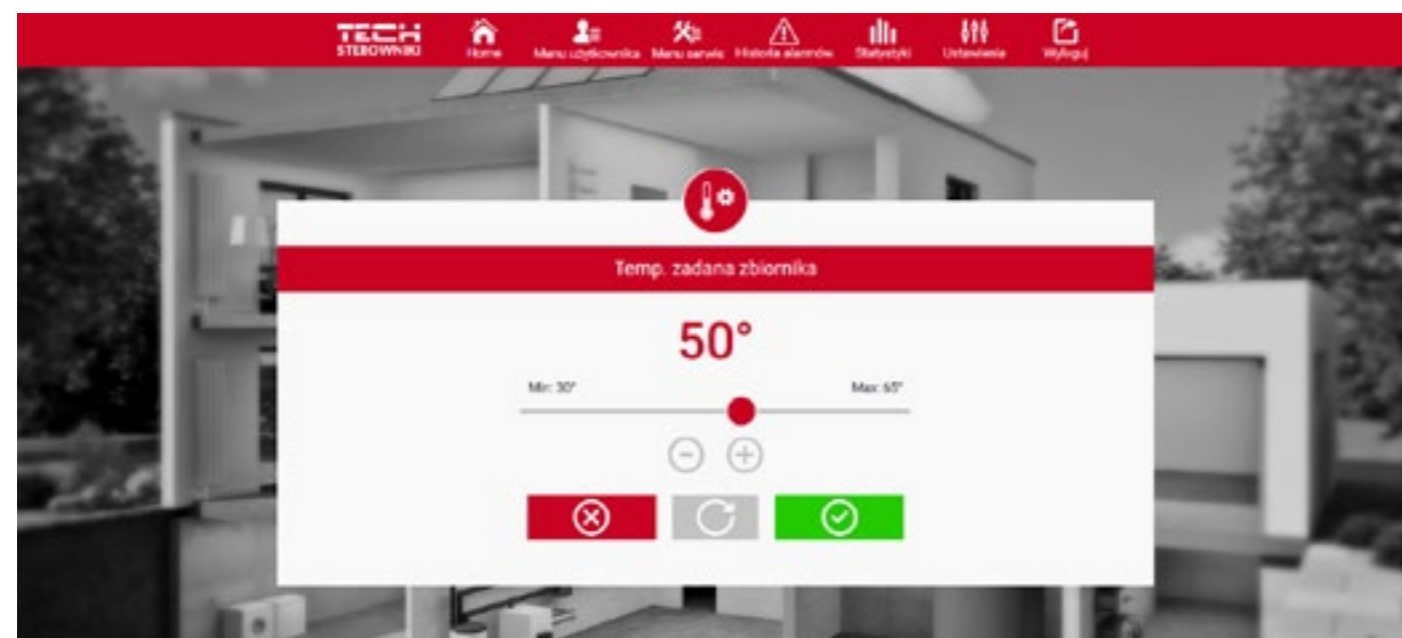 TECH
STEROWNIKI
Home
Menu użytkownika
Menu serwis
Historia alarmów
Statystyki
Ustawienia
Wyloguj
Temp. zadana zbiornika
50°
Min: 30°
Max: 65°